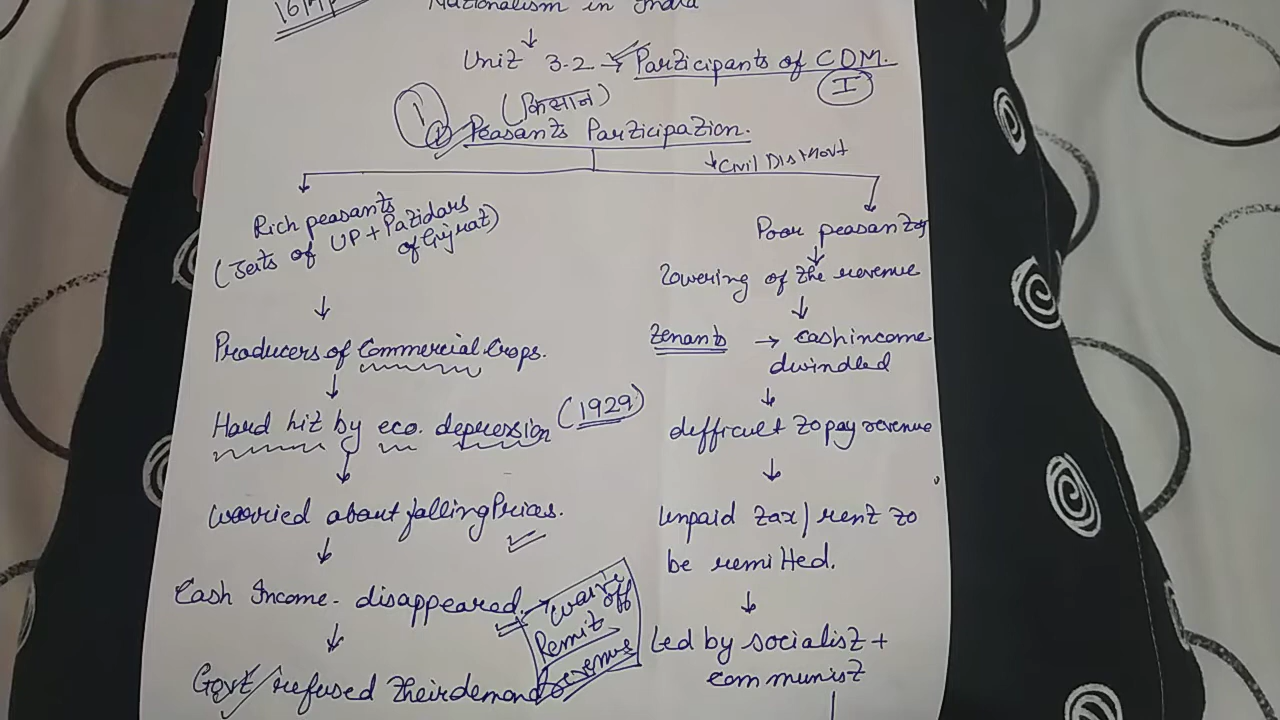 Nationalism in India
Unit 3.2 → Participants of CDM.
I
(किसान)
1
Peasants Participation.
Rich peasants
(Jats of UP + Patidars
of Gujrat)
Producers of Commercial Crops.
Hard hit by eco. depression (1929)
worried about falling Prices.
Cash Income - disappeared.
Govt refused their demand
waive off
Remit
revenue
↓ Civil Dis Movt
Poor peasants
lowering of the revenue
Tenants → cash income
dwindled
difficult to pay revenue
Unpaid tax/rent to
be remitted.
Led by socialist +
communist